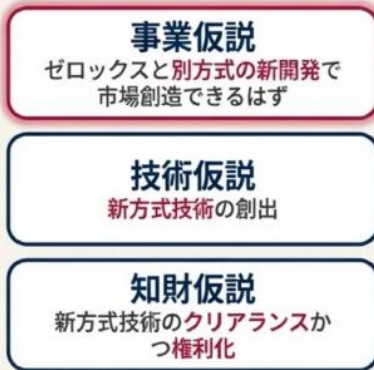 事業仮説
ゼロックスと別方式の新開発で
市場創造できるはず
技術仮説
新方式技術の創出
知財仮説
新方式技術のクリアランスか
つ権利化